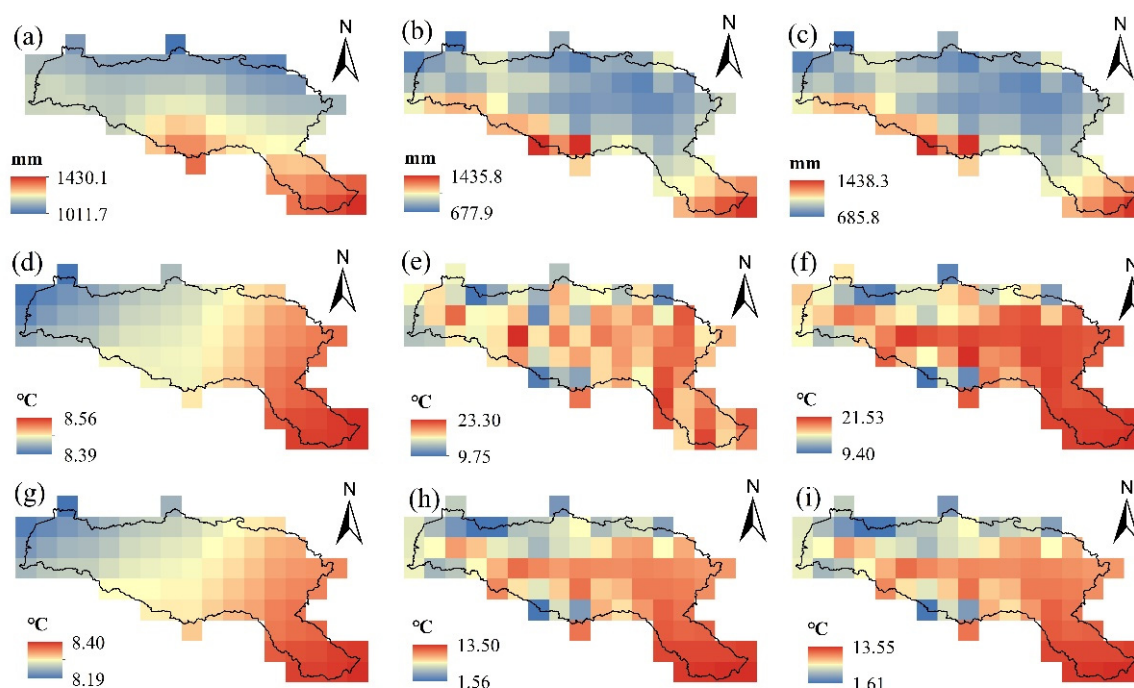 (a) N
mm
1430.1
1011.7
(b) N
mm
1435.8
677.9
(c) N
mm
1438.3
685.8
(d) N
°C
8.56
8.39
(e) N
°C
23.30
9.75
(f) N
°C
21.53
9.40
(g) N
°C
8.40
8.19
(h) N
°C
13.50
1.56
(i) N
°C
13.55
1.61